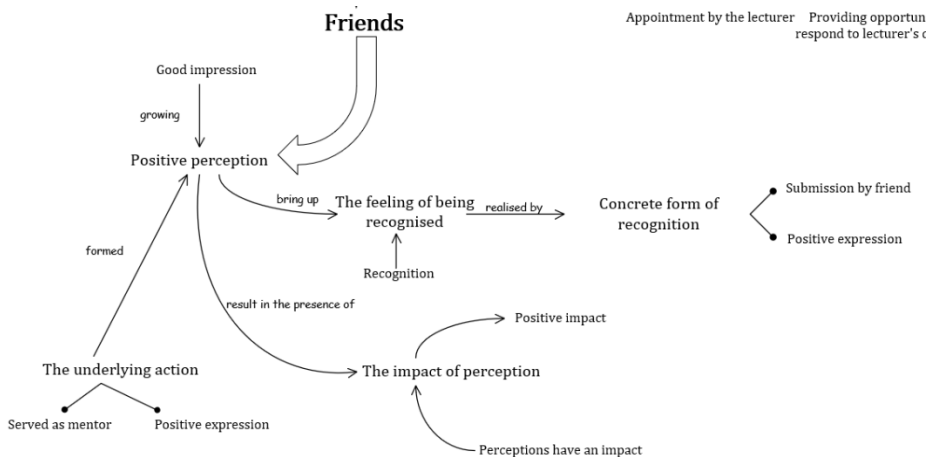 Friends
Appointment by the lecturer
Providing
respond to lecturer's
Good impression
growing
Positive perception
bring up
The feeling of being
recognised
realised by
Concrete form of
recognition
Submission by friend
Positive expression
formed
Recognition
result in the presence of
Positive impact
The underlying action
The impact of perception
Served as mentor
Positive expression
Perceptions have an impact